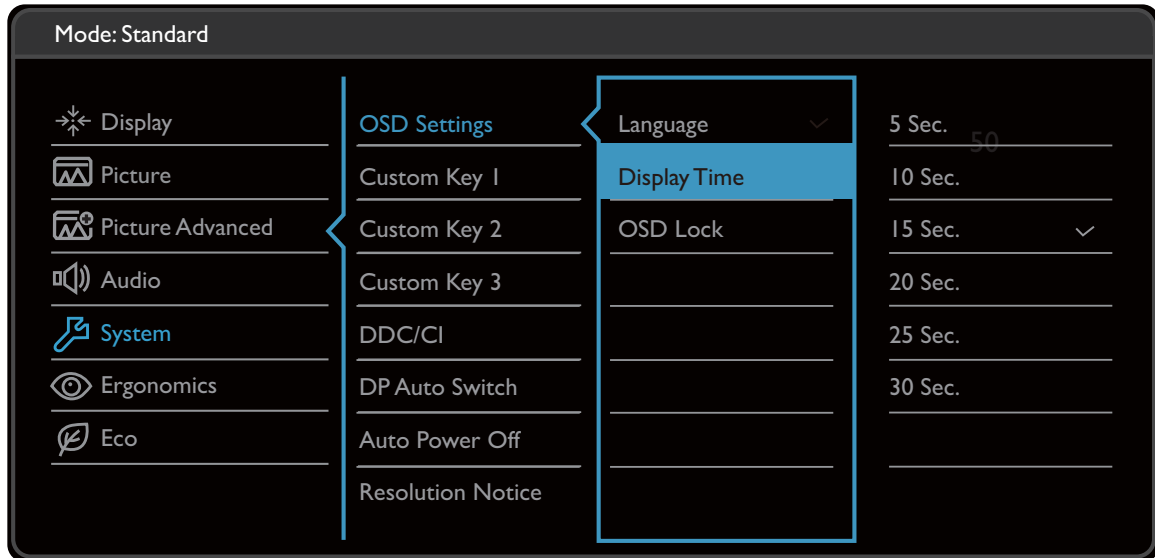 Mode: Standard
Display
Picture
Picture Advanced
Audio
System
Ergonomics
Eco
OSD Settings
Custom Key 1
Custom Key 2
Custom Key 3
DDC/CI
DP Auto Switch
Auto Power Off
Resolution Notice
Language
Display Time
OSD Lock
5 Sec.
50
10 Sec.
15 Sec.
20 Sec.
25 Sec.
30 Sec.